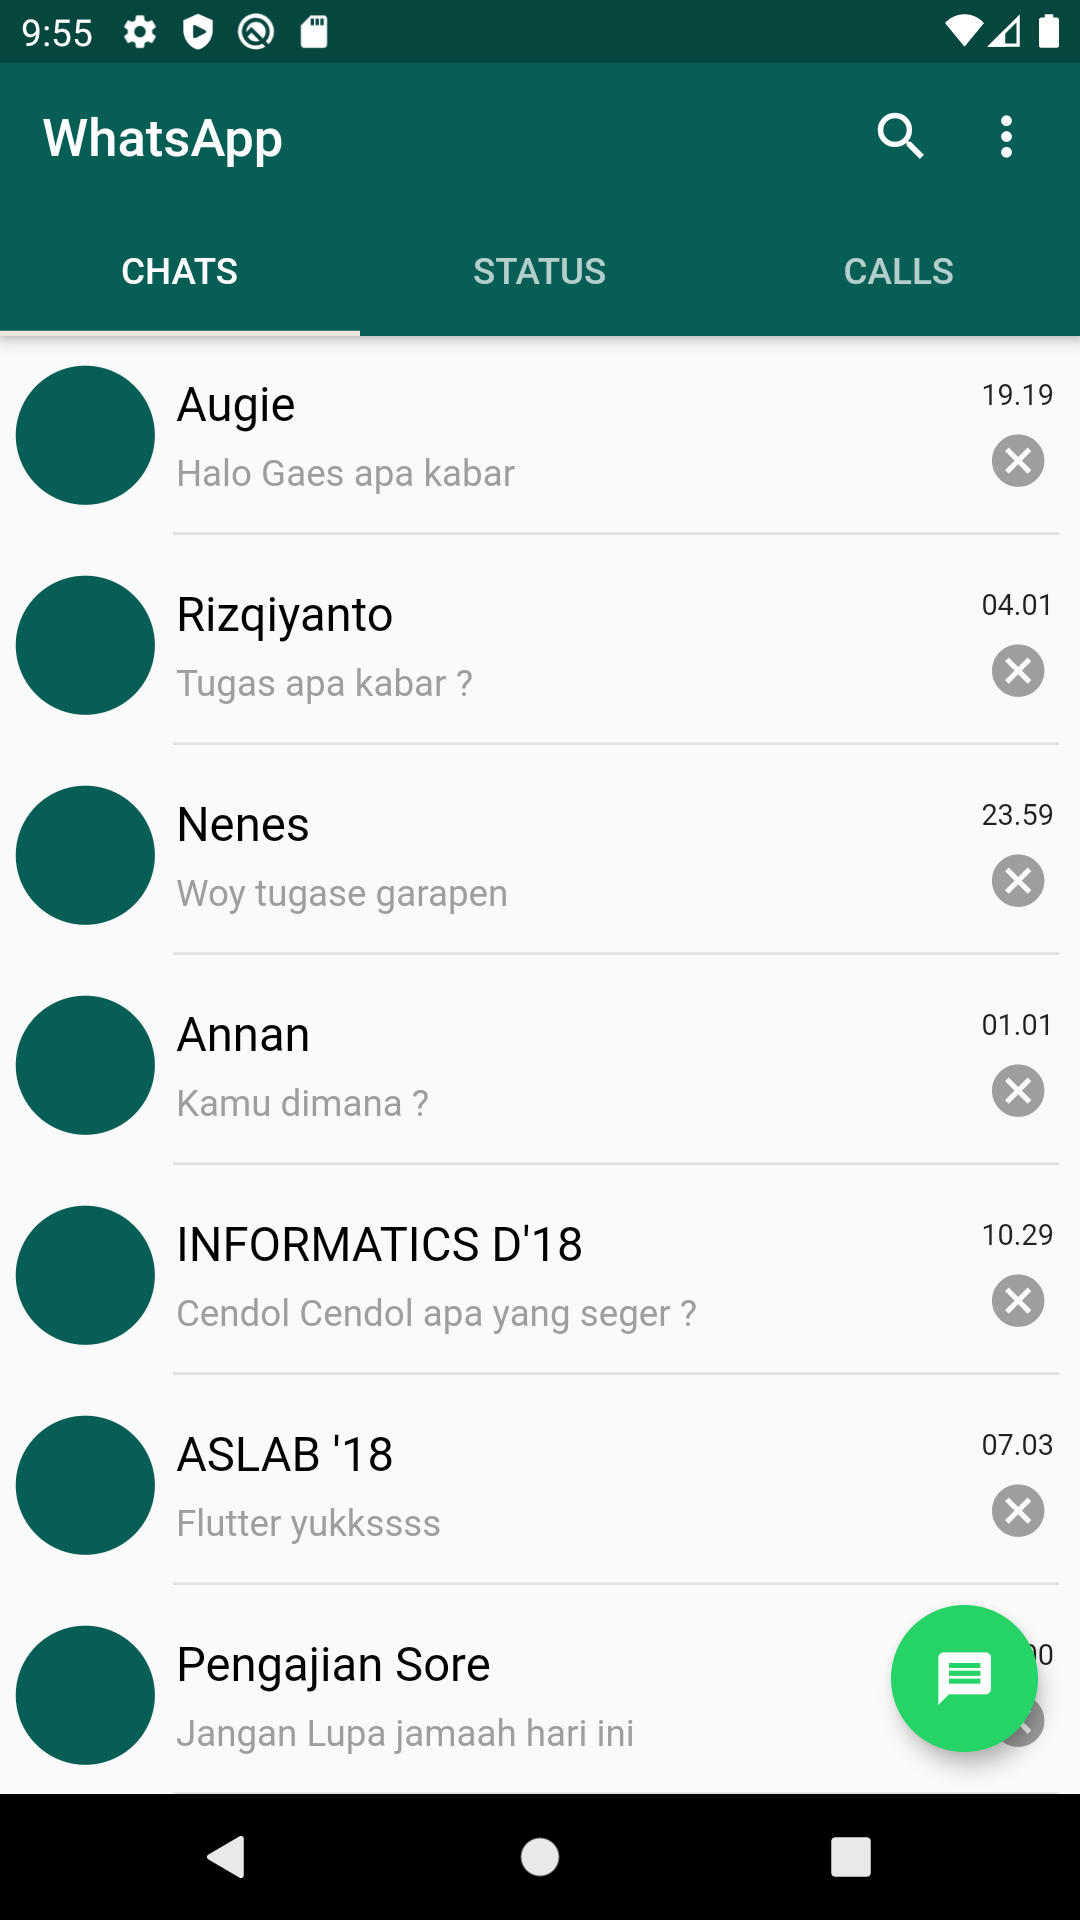 9:55
WhatsApp
CHATS STATUS CALLS
Augie 19.19
Halo Gaes apa kabar
Rizqiyanto 04.01
Tugas apa kabar ?
Nenes 23.59
Woy tugase garapen
Annan 01.01
Kamu dimana ?
INFORMATICS D'18 10.29
Cendol Cendol apa yang seger ?
ASLAB '18 07.03
Flutter yukkssss
Pengajian Sore
Jangan Lupa jamaah hari ini